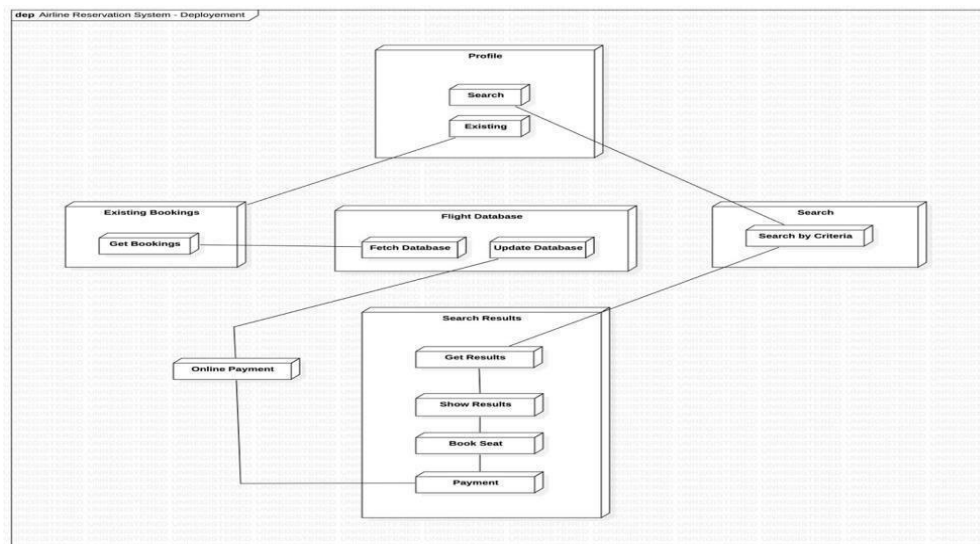 dep Airline Reservation System - Deployement
Profile
Search
Existing
Existing Bookings
Get Bookings
Flight Database
Fetch Database
Update Database
Search
Search by Criteria
Search Results
Get Results
Show Results
Book Seat
Payment
Online Payment